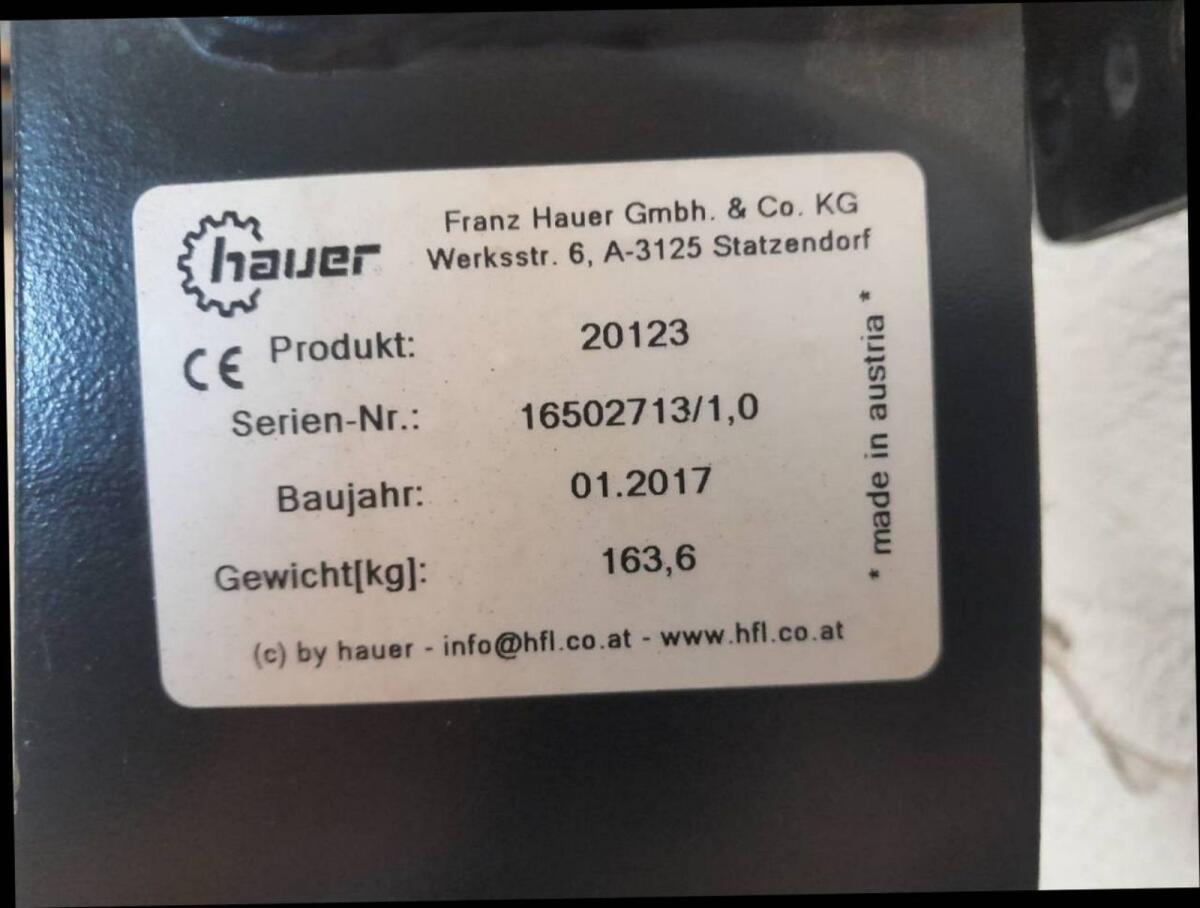 hauer
Franz Hauer Gmbh. & Co. KG
Werksstr. 6, A-3125 Statzendorf
CE Produkt: 20123
Serien-Nr.: 16502713/1,0
Baujahr: 01.2017
Gewicht[kg]: 163,6
* made in austria *
(c) by hauer - info@hfl.co.at - www.hfl.co.at